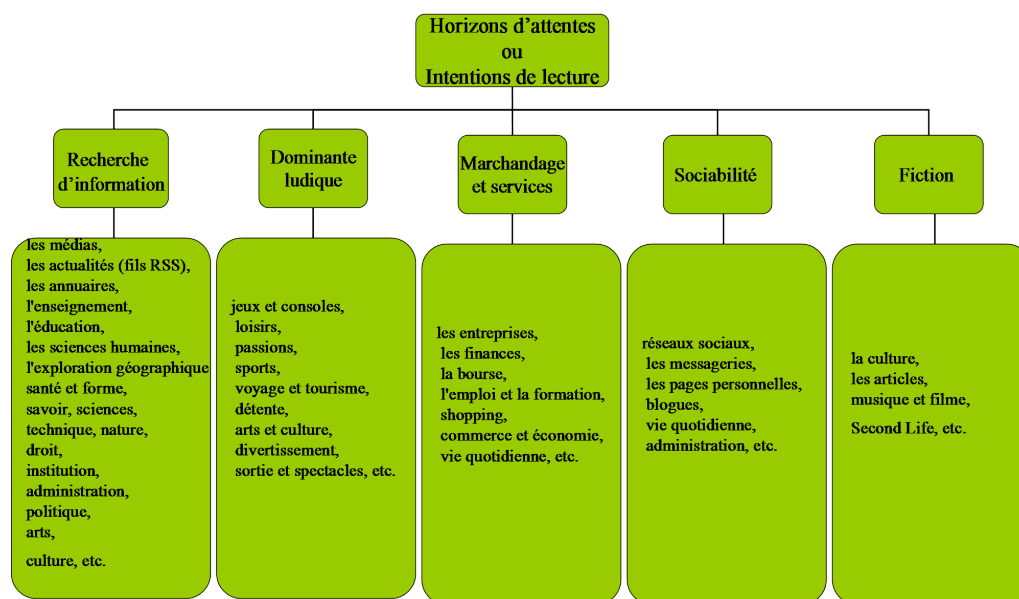 Horizons d'attentes
ou
Intentions de lecture
Recherche
d'information
Dominante
ludique
Marchandage
et services
Sociabilité
Fiction
les médias,
les actualités (fils RSS),
les annuaires,
l'enseignement,
l'éducation,
les sciences humaines,
l'exploration géographique
santé et forme,
savoir, sciences,
technique, nature,
droit,
institution,
administration,
politique,
arts,
culture, etc.
jeux et consoles,
loisirs,
passions,
sports,
voyage et tourisme,
détente,
arts et culture,
divertissement,
sortie et spectacles, etc.
les entreprises,
les finances,
la bourse,
l'emploi et la formation,
shopping,
commerce et économie,
vie quotidienne, etc.
réseaux sociaux,
les messageries,
les pages personnelles,
blogues,
vie quotidienne,
administration, etc.
la culture,
les articles,
musique et filme,
Second Life, etc.